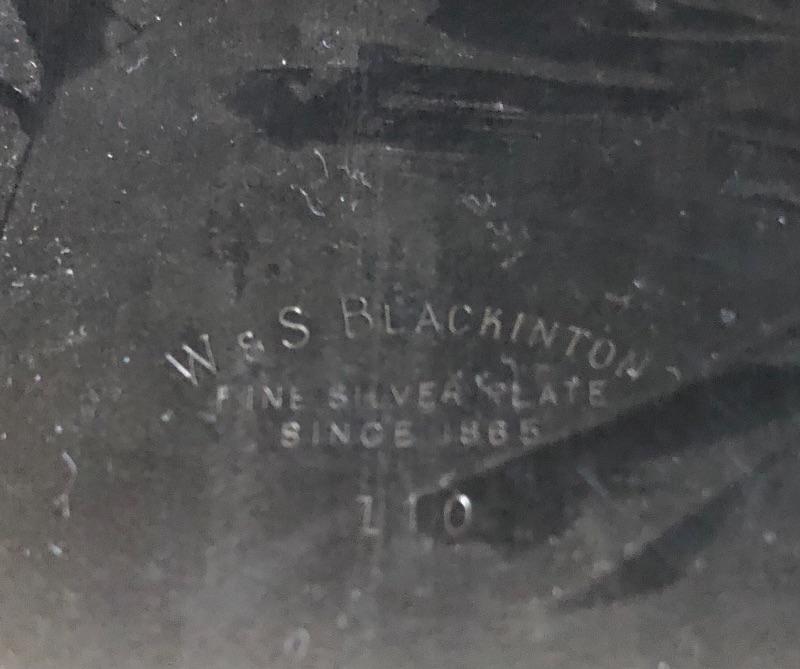 W & S BLACKINTON
FINE SILVER PLATE
SINCE 1865
110